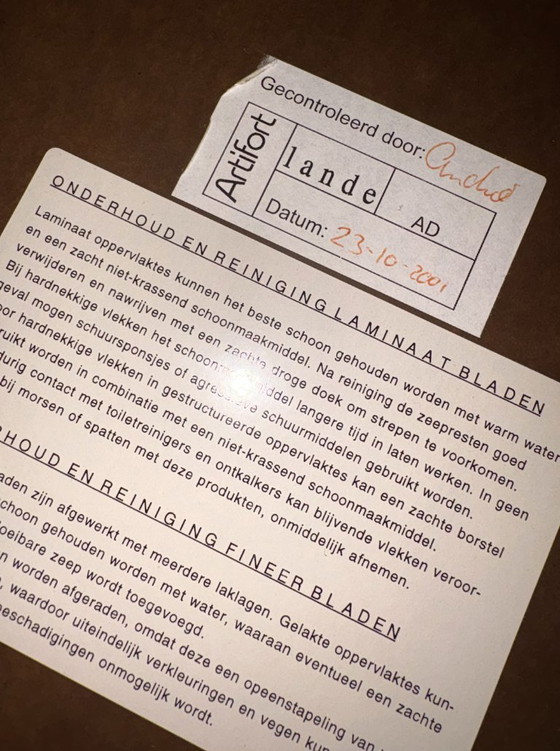 Gecontroleerd door: André
Artifort
lande
AD
Datum: 23-10-2001
ONDERHOUD EN REINIGING LAMINAAT BLADEN
Laminaat oppervlaktes kunnen het beste schoon gehouden worden met warm water
en een zacht niet-krassend schoonmaakmiddel. Na reiniging de zeepresten goed
verwijderen en nawrijven met een zachte droge doek om strepen te voorkomen.
Bij hardnekkige vlekken het schoonmaakmiddel langere tijd in laten werken. In geen
geval mogen schuursponsjes of agressieve schuurmiddelen gebruikt worden.
oor hardnekkige vlekken in gestructureerde oppervlaktes kan een zachte borstel
ruikt worden in combinatie met een niet-krassend schoonmaakmiddel.
durig contact met toiletreinigers en ontkalkers kan blijvende vlekken veroor-
bij morsen of spatten met deze produkten, onmiddelijk afnemen.
RHOUD EN REINIGING FINEER BLADEN
aden zijn afgewerkt met meerdere laklagen. Gelakte oppervlaktes kun-
schoon gehouden worden met water, waaraan eventueel een zachte
loeibare zeep wordt toegevoegd.
n worden afgeraden, omdat deze een opeenstapeling van
, waardoor uiteindelijk verkleuringen en vegen kun
beschadigingen onmogelijk wordt.